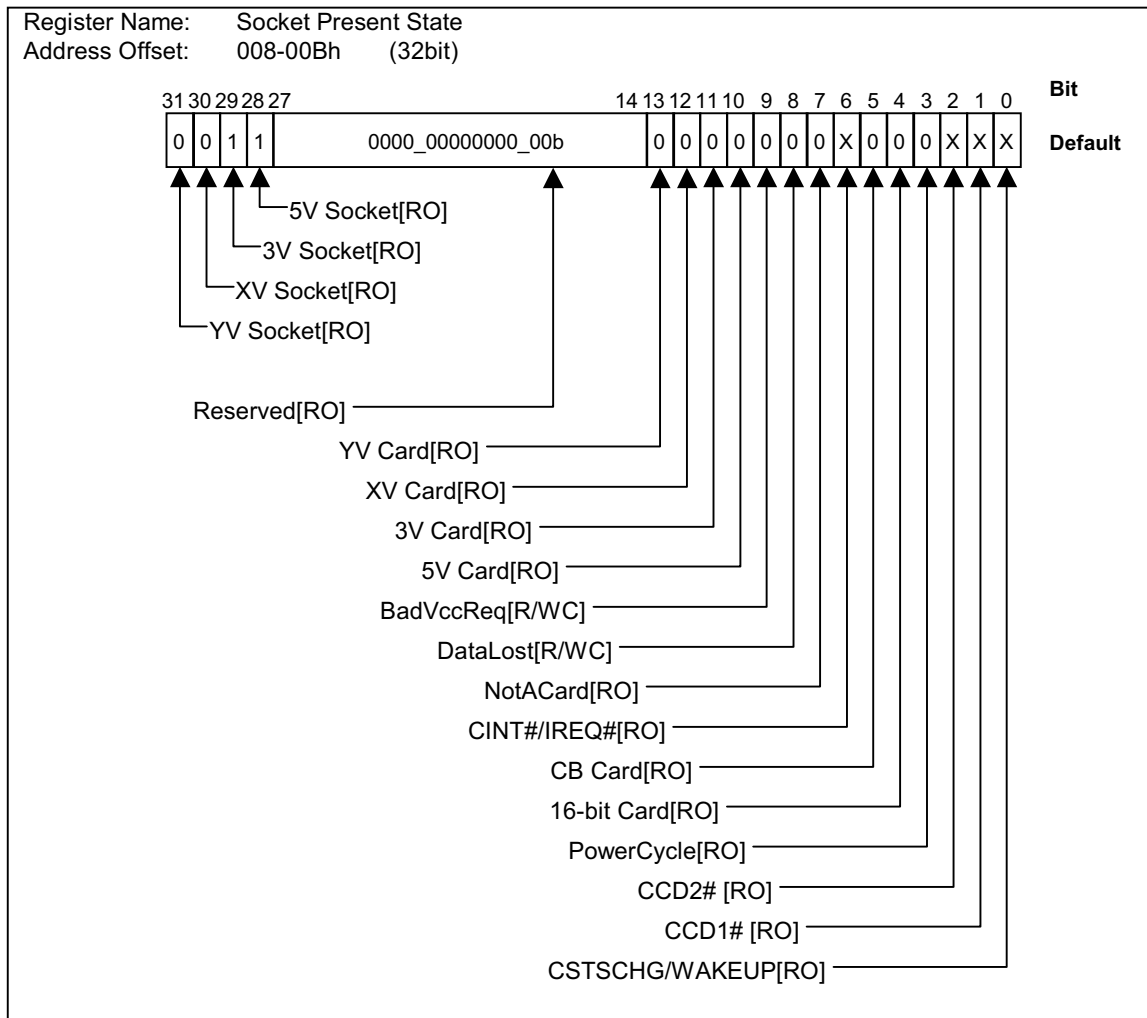 Register Name: Socket Present State
Address Offset: 008-00Bh (32bit)
Bit
31 30 29 28 27 14 13 12 11 10 9 8 7 6 5 4 3 2 1 0
0 0 1 1 0000_00000000_00b 0 0 0 0 0 0 0 X 0 0 0 X X X Default
5V Socket[RO]
3V Socket[RO]
XV Socket[RO]
YV Socket[RO]
Reserved[RO]
YV Card[RO]
XV Card[RO]
3V Card[RO]
5V Card[RO]
BadVccReq[R/WC]
DataLost[R/WC]
NotACard[RO]
CINT#/IREQ#[RO]
CB Card[RO]
16-bit Card[RO]
PowerCycle[RO]
CCD2# [RO]
CCD1# [RO]
CSTSCHG/WAKEUP[RO]